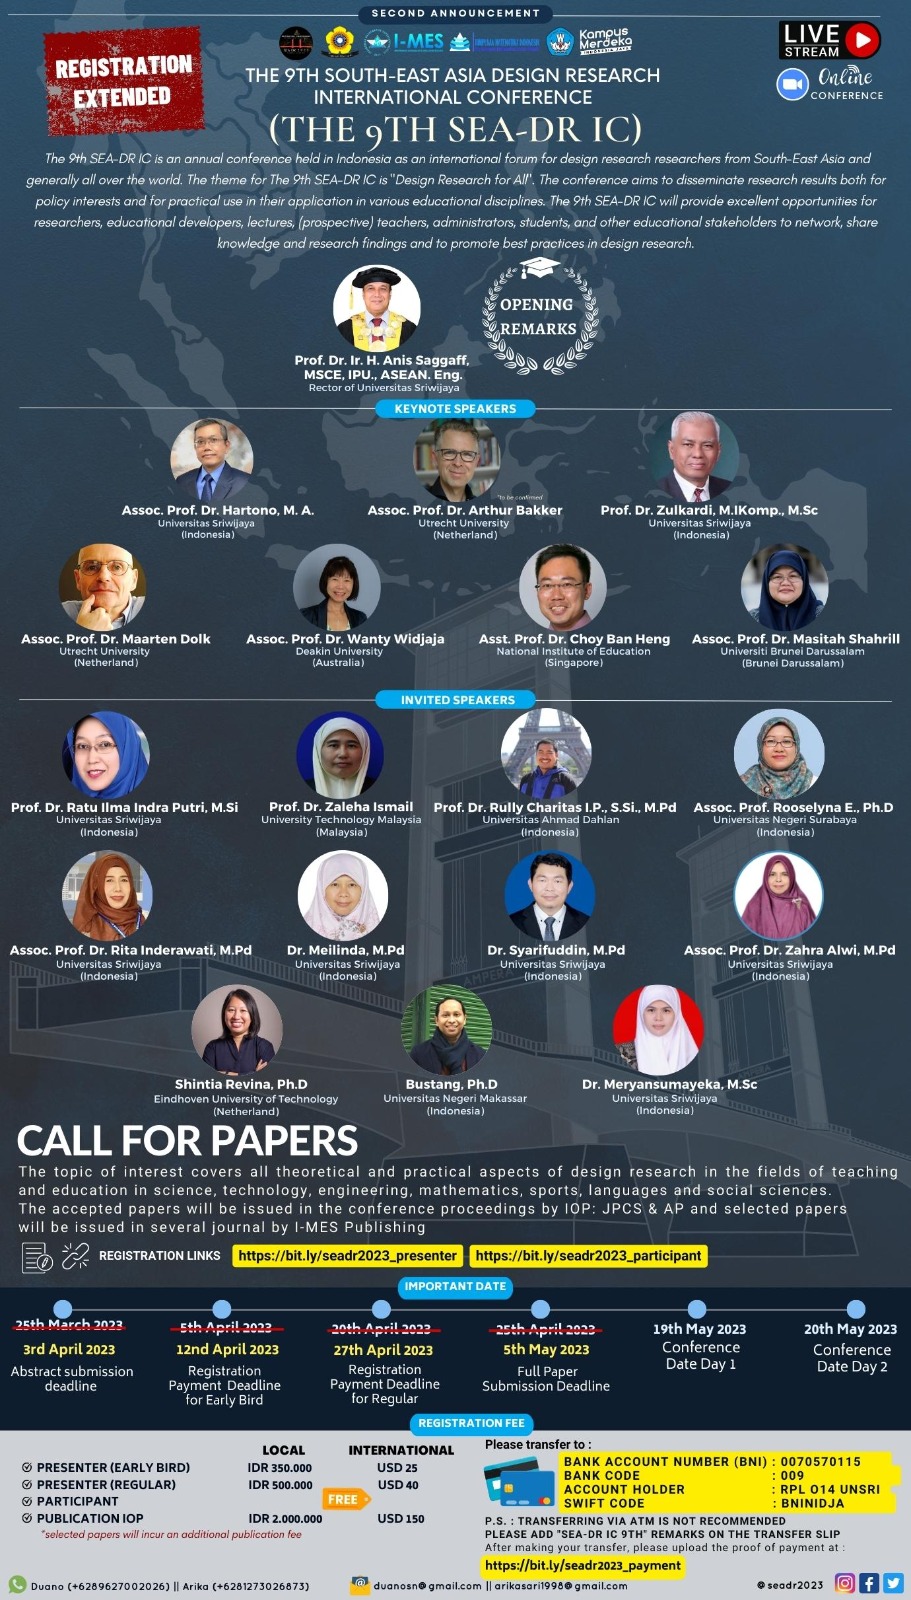 SECOND ANNOUNCEMENT
REGISTRATION
EXTENDED
I-MES
Kampus
Merdeka
INDONESIA JAYA
LIVE
STREAM
Online
CONFERENCE
THE 9TH SOUTH-EAST ASIA DESIGN RESEARCH
INTERNATIONAL CONFERENCE
(THE 9TH SEA-DR IC)
The 9th SEA-DR IC is an annual conference held in Indonesia as an international forum for design research researchers from South-East Asia and
generally all over the world. The theme for The 9th SEA-DR IC is "Design Research for All". The conference aims to disseminate research results both for
policy interests and for practical use in their application in various educational disciplines. The 9th SEA-DR IC will provide excellent opportunities for
researchers, educational developers, lectures, (prospective) teachers, administrators, students, and other educational stakeholders to network, share
knowledge and research findings and to promote best practices in design research.
OPENING
REMARKS
Prof. Dr. Ir. H. Anis Saggaff,
MSCE, IPU., ASEAN. Eng.
Rector of Universitas Sriwijaya
KEYNOTE SPEAKERS
*to be confirmed
Assoc. Prof. Dr. Hartono, M. A.
Universitas Sriwijaya
(Indonesia)
Assoc. Prof. Dr. Arthur Bakker
Utrecht University
(Netherland)
Prof. Dr. Zulkardi, M.IKomp., M.Sc
Universitas Sriwijaya
(Indonesia)
Assoc. Prof. Dr. Maarten Dolk
Utrecht University
(Netherland)
Assoc. Prof. Dr. Wanty Widjaja
Deakin University
(Australia)
Asst. Prof. Dr. Choy Ban Heng
National Institute of Education
(Singapore)
Assoc. Prof. Dr. Masitah Shahrill
Universiti Brunei Darussalam
(Brunei Darussalam)
INVITED SPEAKERS
Prof. Dr. Ratu Ilma Indra Putri, M.Si
Universitas Sriwijaya
(Indonesia)
Prof. Dr. Zaleha Ismail
University Technology Malaysia
(Malaysia)
Prof. Dr. Rully Charitas I.P., S.Si., M.Pd
Universitas Ahmad Dahlan
(Indonesia)
Assoc. Prof. Rooselyna E., Ph.D
Universitas Negeri Surabaya
(Indonesia)
Assoc. Prof. Dr. Rita Inderawati, M.Pd
Universitas Sriwijaya
(Indonesia)
Dr. Meilinda, M.Pd
Universitas Sriwijaya
(Indonesia)
Dr. Syarifuddin, M.Pd
Universitas Sriwijaya
(Indonesia)
Assoc. Prof. Dr. Zahra Alwi, M.Pd
Universitas Sriwijaya
(Indonesia)
Shintia Revina, Ph.D
Eindhoven University of Technology
(Netherland)
Bustang, Ph.D
Universitas Negeri Makassar
(Indonesia)
Dr. Meryansumayeka, M.Sc
Universitas Sriwijaya
(Indonesia)
CALL FOR PAPERS
The topic of interest covers all theoretical and practical aspects of design research in the fields of teaching
and education in science, technology, engineering, mathematics, sports, languages and social sciences.
The accepted papers will be issued in the conference proceedings by IOP: JPCS & AP and selected papers
will be issued in several journal by I-MES Publishing
REGISTRATION LINKS https://bit.ly/seadr2023_presenter https://bit.ly/seadr2023_participant
IMPORTANT DATE
25th March 2023
3rd April 2023
Abstract submission
deadline
5th April 2023
12nd April 2023
Registration
Payment Deadline
for Early Bird
20th April 2023
27th April 2023
Registration
Payment Deadline
for Regular
25th April 2023
5th May 2023
Full Paper
Submission Deadline
19th May 2023
Conference
Date Day 1
20th May 2023
Conference
Date Day 2
REGISTRATION FEE
LOCAL INTERNATIONAL
PRESENTER (EARLY BIRD) IDR 350.000 USD 25
PRESENTER (REGULAR) IDR 500.000 USD 40
PARTICIPANT FREE
PUBLICATION IOP IDR 2.000.000 USD 150
*selected papers will incur an additional publication fee
Please transfer to :
BANK ACCOUNT NUMBER (BNI) : 0070570115
BANK CODE : 009
ACCOUNT HOLDER : RPL 014 UNSRI
SWIFT CODE : BNINIDJA
P.S. : TRANSFERRING VIA ATM IS NOT RECOMMENDED
PLEASE ADD "SEA-DR IC 9TH" REMARKS ON THE TRANSFER SLIP
After making your transfer, please upload the proof of payment at :
https://bit.ly/seadr2023_payment
Duano (+6289627002026) || Arika (+6281273026873)
duanosn@gmail.com || arikasari1998@gmail.com
@seadr2023